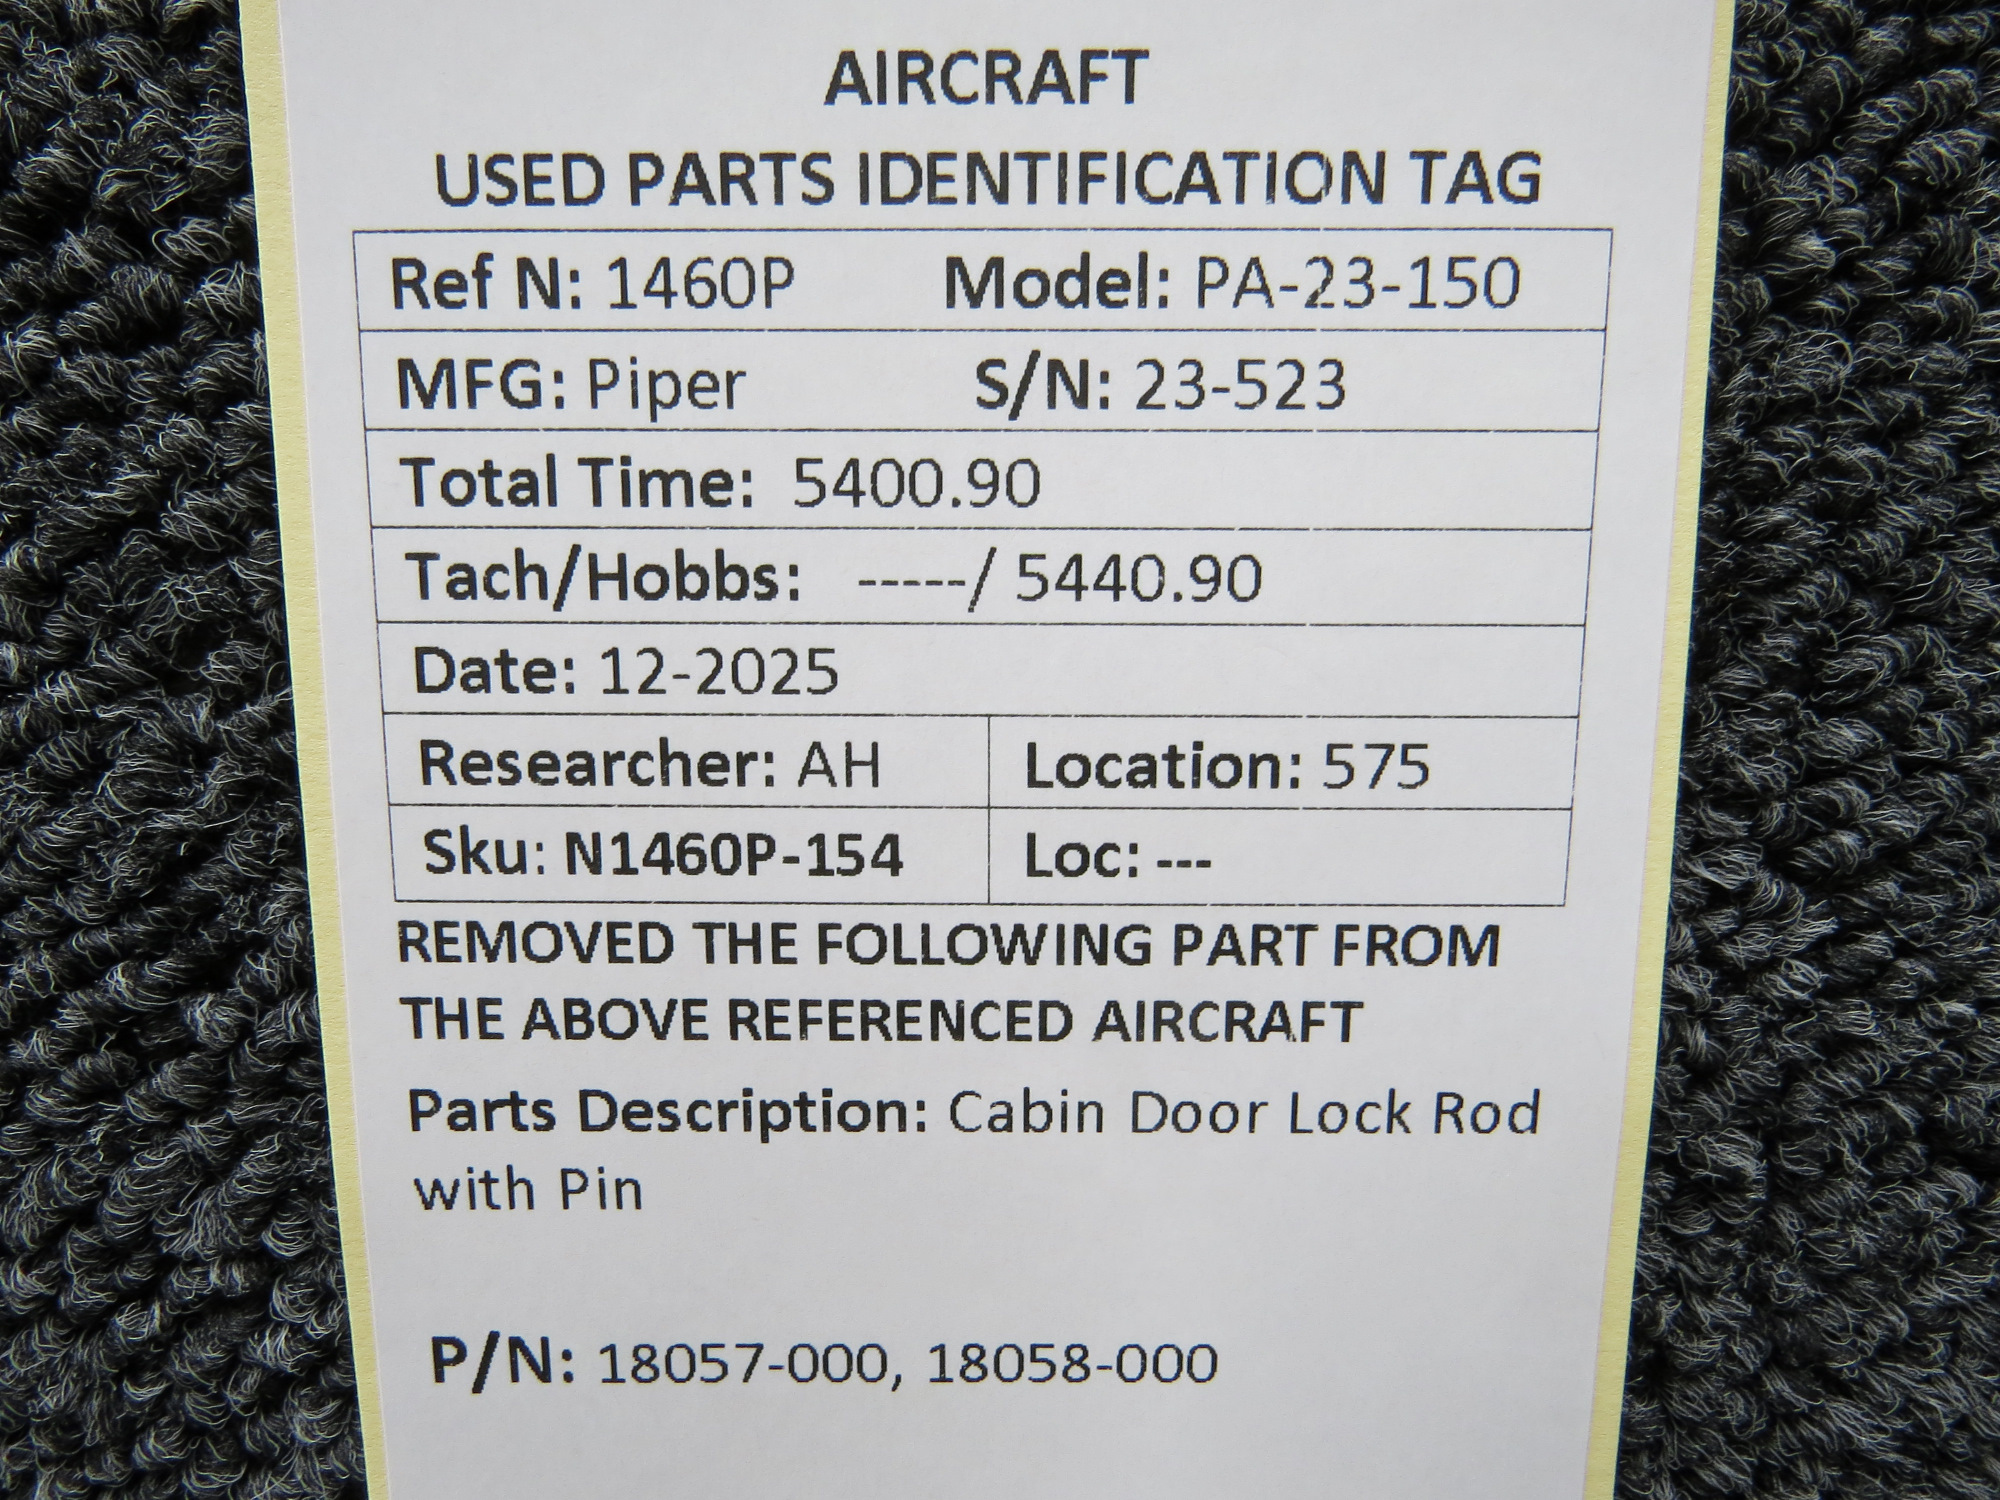 AIRCRAFT
USED PARTS IDENTIFICATION TAG
Ref N: 1460P Model: PA-23-150
MFG: Piper S/N: 23-523
Total Time: 5400.90
Tach/Hobbs: -----/ 5440.90
Date: 12-2025
Researcher: AH Location: 575
Sku: N1460P-154 Loc: ---
REMOVED THE FOLLOWING PART FROM
THE ABOVE REFERENCED AIRCRAFT
Parts Description: Cabin Door Lock Rod
with Pin
P/N: 18057-000, 18058-000